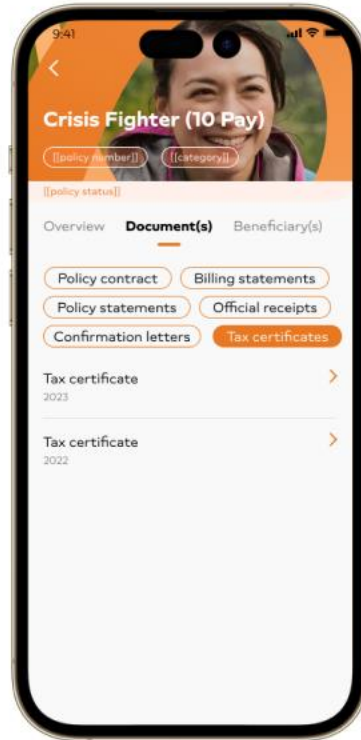 9:41
Crisis Fighter (10 Pay)
[[policy number]] [[category]]
[[policy status]]
Overview Document(s) Beneficiary(s)
Policy contract Billing statements
Policy statements Official receipts
Confirmation letters Tax certificates
Tax certificate
2023
Tax certificate
2022